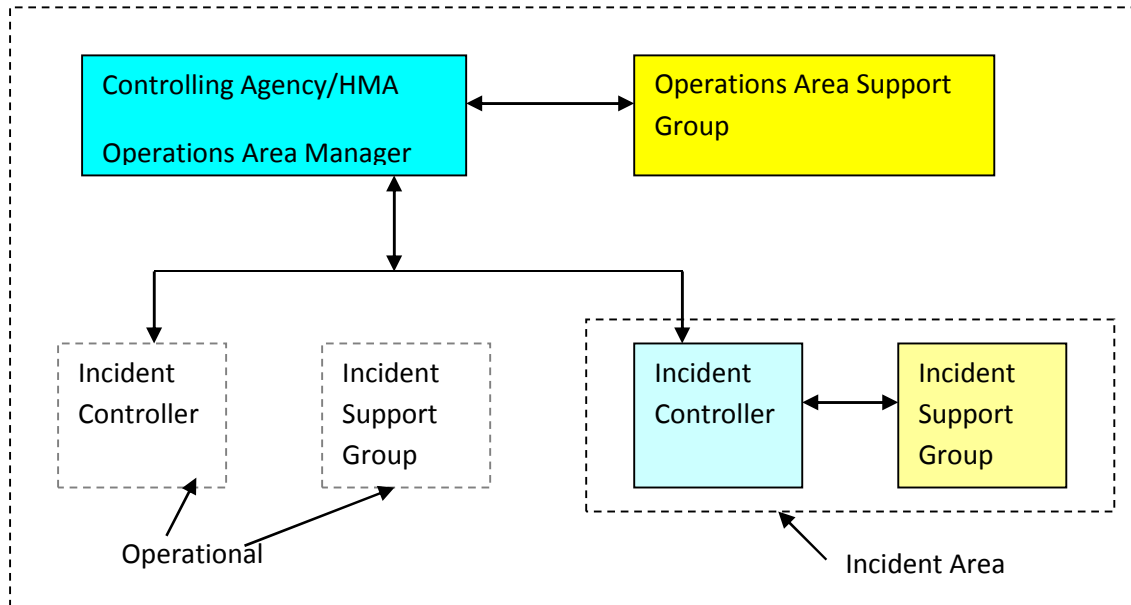 Controlling Agency/HMA
Operations Area Manager
Operations Area Support
Group
Incident
Controller
Incident
Support
Group
Incident
Controller
Incident
Support
Group
Operational
Incident Area